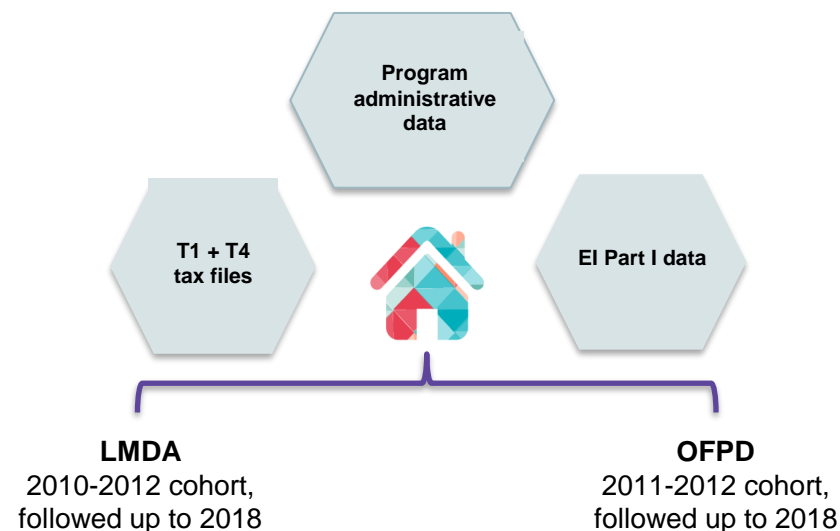 Program
administrative
data
T1 + T4
tax files
EI Part I data
LMDA
2010-2012 cohort,
followed up to 2018
OFPD
2011-2012 cohort,
followed up to 2018